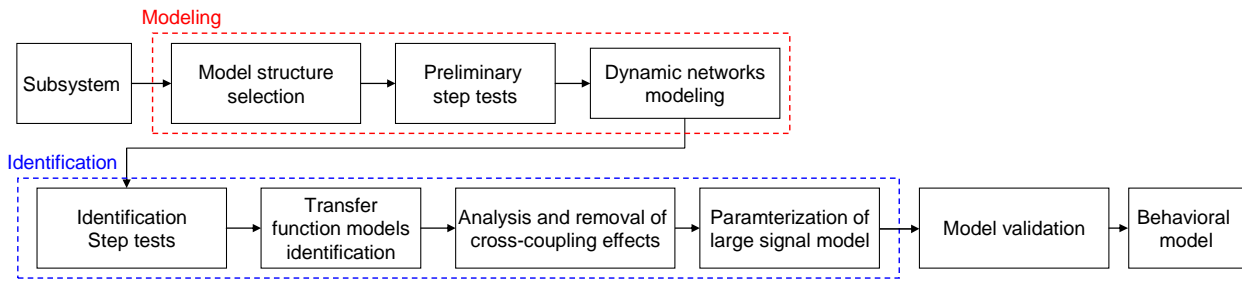 Modeling
Subsystem
Model structure
selection
Preliminary
step tests
Dynamic networks
modeling
Identification
Identification
Step tests
Transfer
function models
identification
Analysis and removal of
cross-coupling effects
Paramterization of
large signal model
Model validation
Behavioral
model